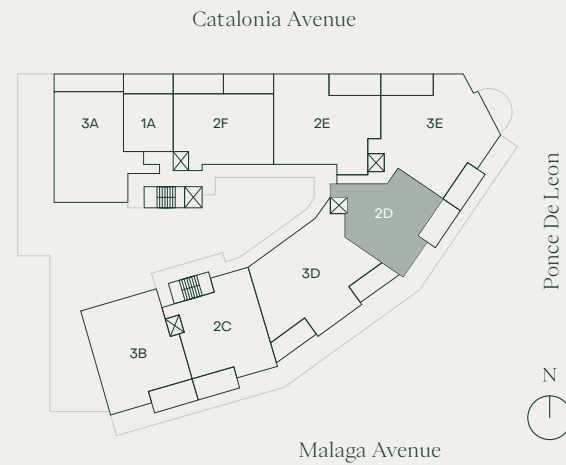 Catalonia Avenue
3A
1A
2F
2E
3E
2D
Ponce De Leon
3D
2C
3B
N
Malaga Avenue